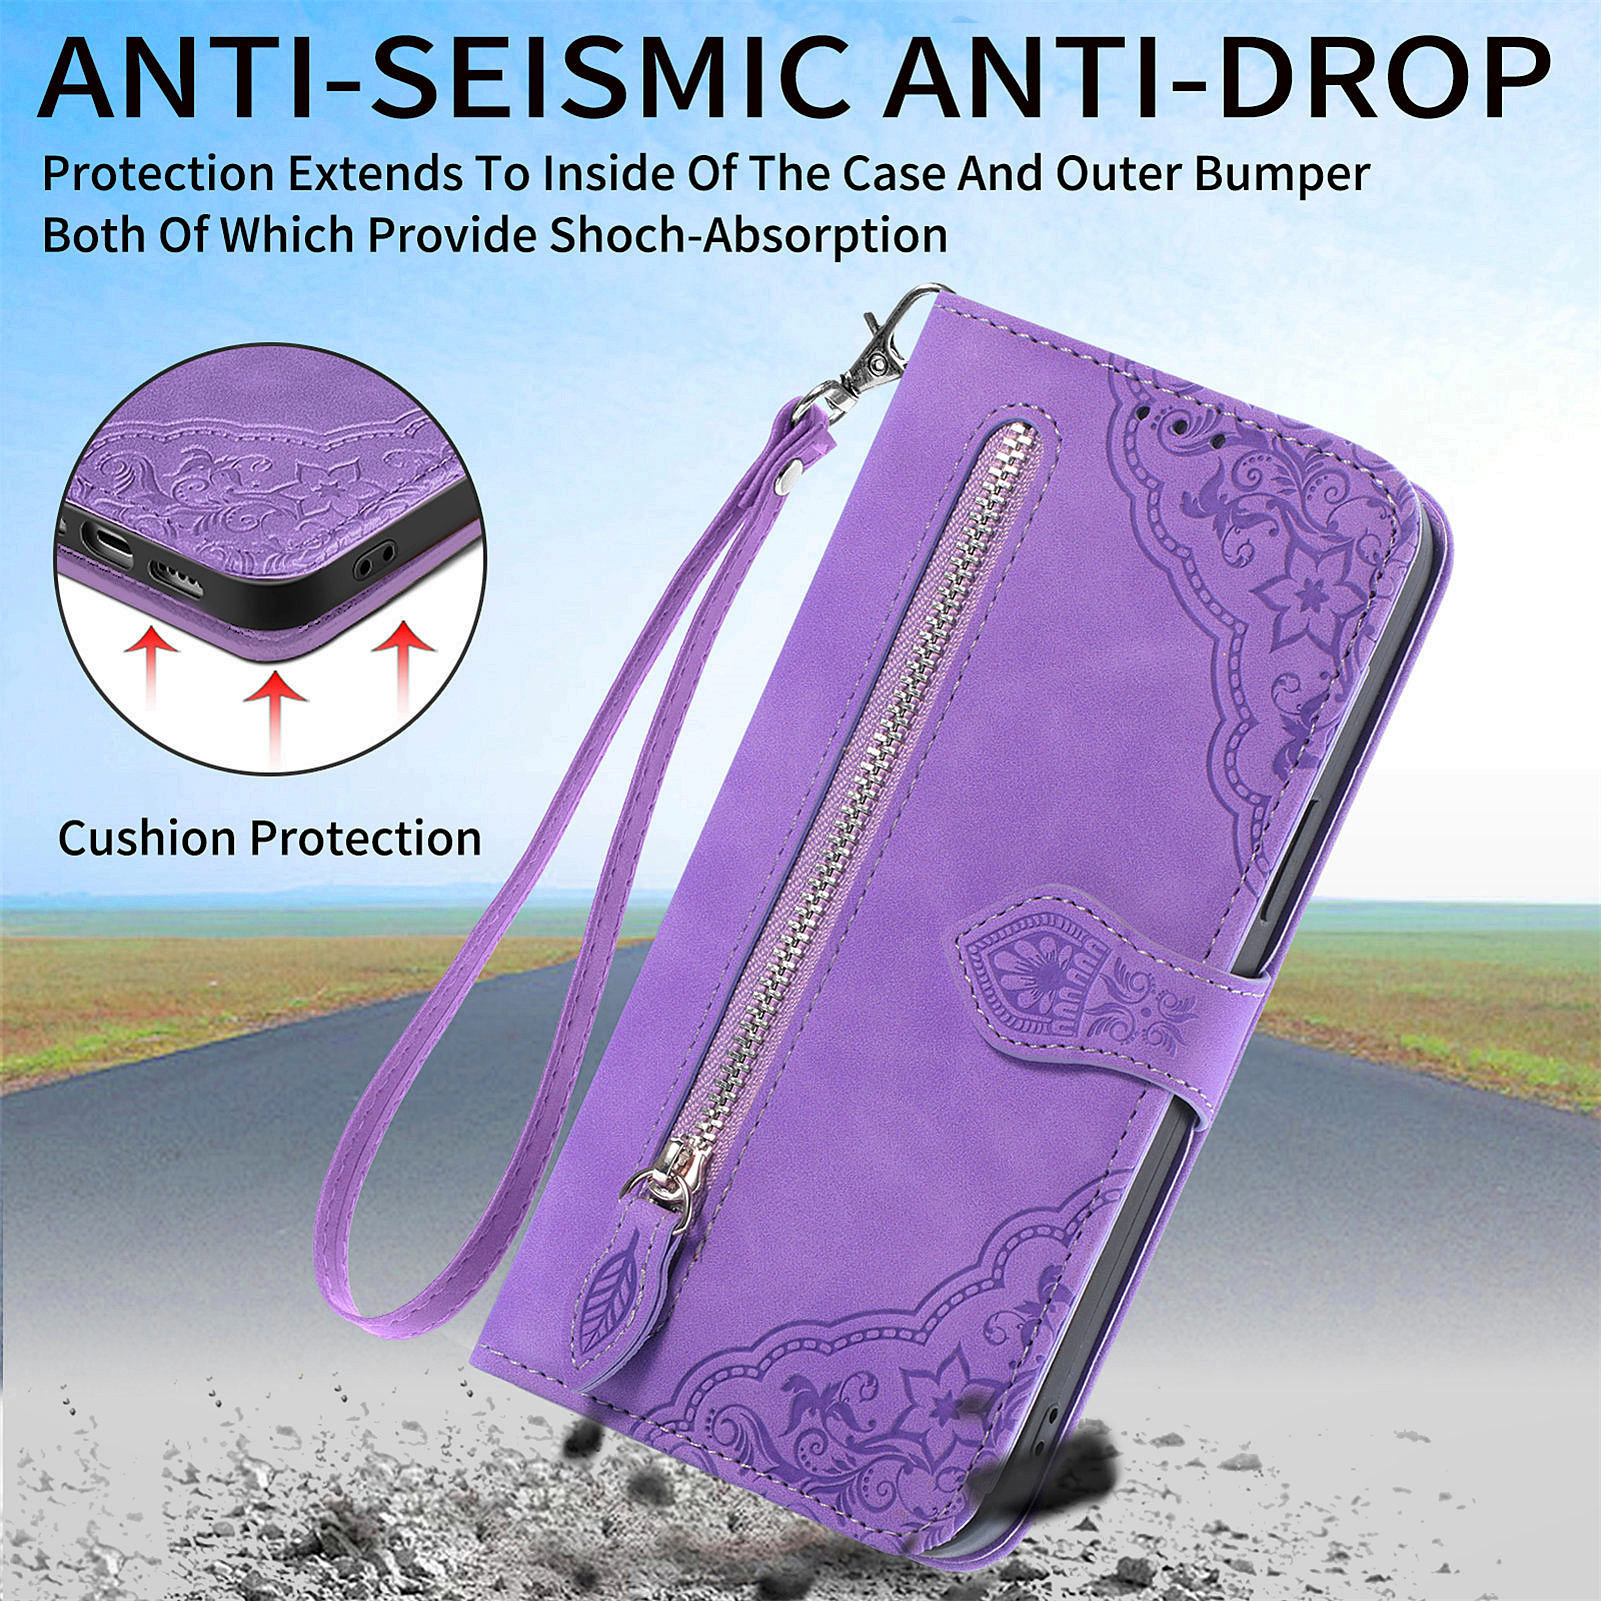 ANTI-SEISMIC ANTI-DROP
Protection Extends To Inside Of The Case And Outer Bumper
Both Of Which Provide Shoch-Absorption
Cushion Protection